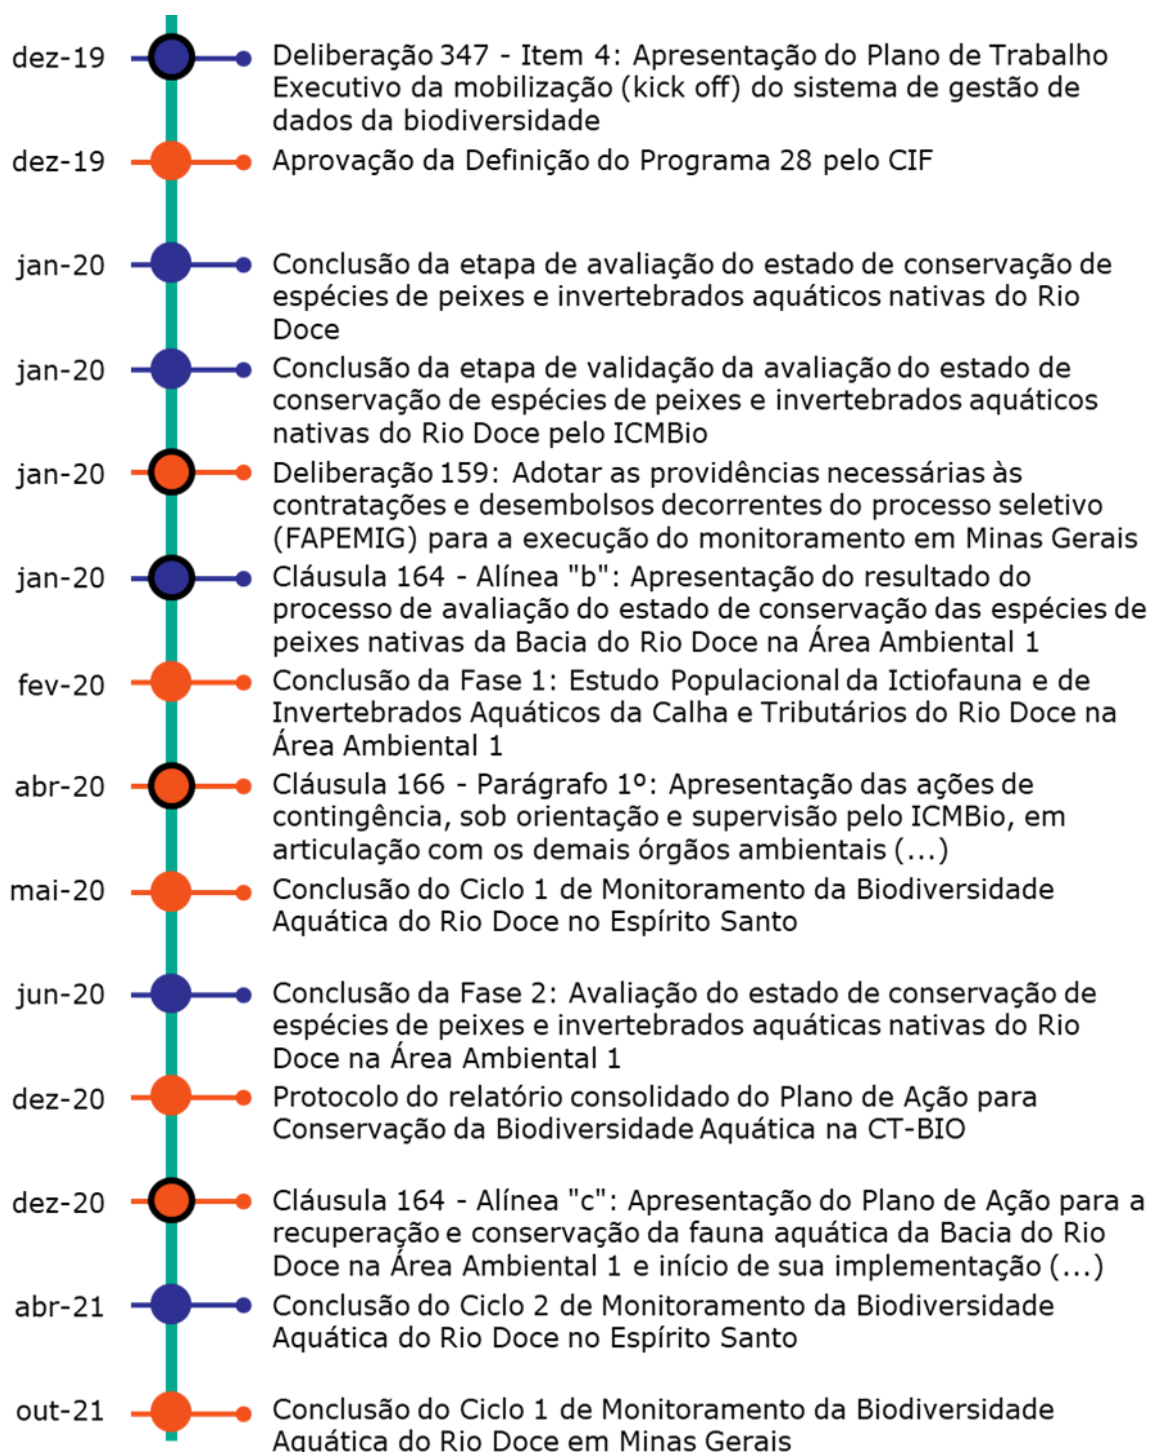 dez-19 Deliberação 347 - Item 4: Apresentação do Plano de Trabalho
Executivo da mobilização (kick off) do sistema de gestão de
dados da biodiversidade
dez-19 Aprovação da Definição do Programa 28 pelo CIF
jan-20 Conclusão da etapa de avaliação do estado de conservação de
espécies de peixes e invertebrados aquáticos nativas do Rio
Doce
jan-20 Conclusão da etapa de validação da avaliação do estado de
conservação de espécies de peixes e invertebrados aquáticos
nativas do Rio Doce pelo ICMBio
jan-20 Deliberação 159: Adotar as providências necessárias às
contratações e desembolsos decorrentes do processo seletivo
(FAPEMIG) para a execução do monitoramento em Minas Gerais
jan-20 Cláusula 164 - Alínea "b": Apresentação do resultado do
processo de avaliação do estado de conservação das espécies de
peixes nativas da Bacia do Rio Doce na Área Ambiental 1
fev-20 Conclusão da Fase 1: Estudo Populacional da Ictiofauna e de
Invertebrados Aquáticos da Calha e Tributários do Rio Doce na
Área Ambiental 1
abr-20 Cláusula 166 - Parágrafo 1º: Apresentação das ações de
contingência, sob orientação e supervisão pelo ICMBio, em
articulação com os demais órgãos ambientais (...)
mai-20 Conclusão do Ciclo 1 de Monitoramento da Biodiversidade
Aquática do Rio Doce no Espírito Santo
jun-20 Conclusão da Fase 2: Avaliação do estado de conservação de
espécies de peixes e invertebrados aquáticas nativas do Rio
Doce na Área Ambiental 1
dez-20 Protocolo do relatório consolidado do Plano de Ação para
Conservação da Biodiversidade Aquática na CT-BIO
dez-20 Cláusula 164 - Alínea "c": Apresentação do Plano de Ação para a
recuperação e conservação da fauna aquática da Bacia do Rio
Doce na Área Ambiental 1 e início de sua implementação (...)
abr-21 Conclusão do Ciclo 2 de Monitoramento da Biodiversidade
Aquática do Rio Doce no Espírito Santo
out-21 Conclusão do Ciclo 1 de Monitoramento da Biodiversidade
Aquática do Rio Doce em Minas Gerais